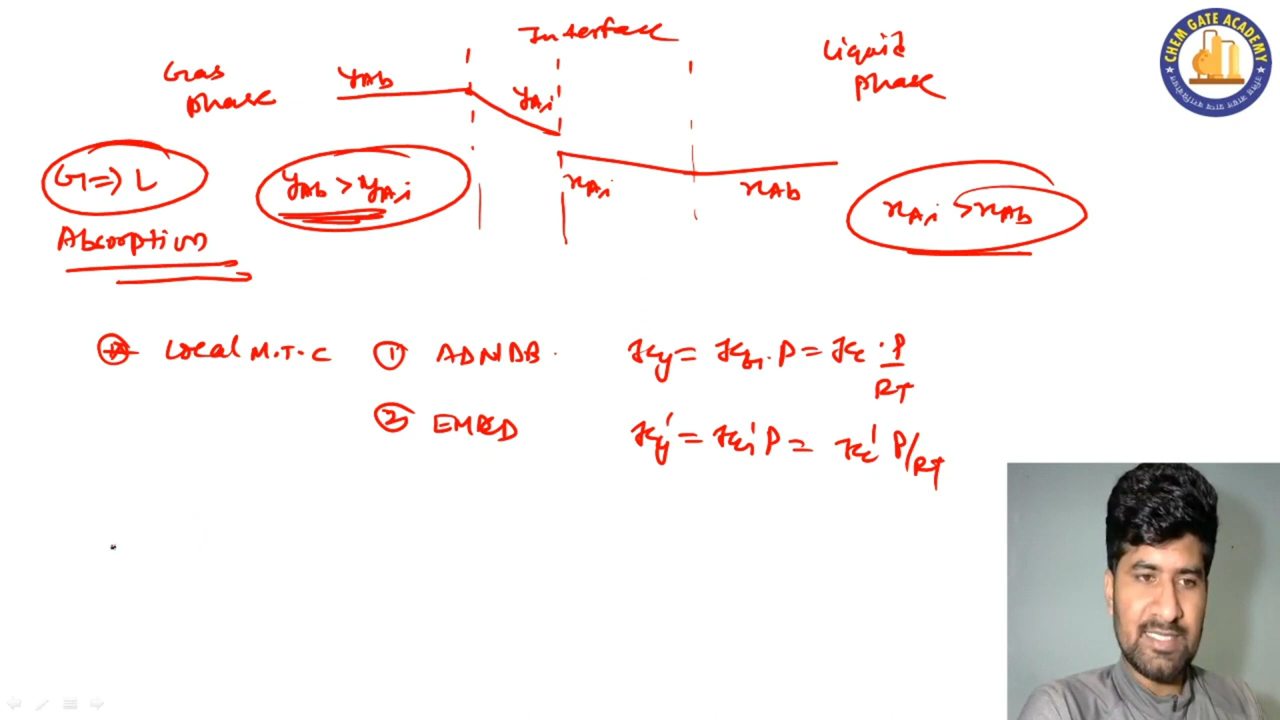 Interface
Gas phase
Liquid phase
yAb
yAi
G => L
yAb > yAi
xAi
xAb
xAi > xAb
Absorption
Local M.T.C
① ADNDB.
ky = kG . P = kc . P/RT
② EMCD
ky' = kG' P = kc' P/RT
CHEM GATE ACADEMY